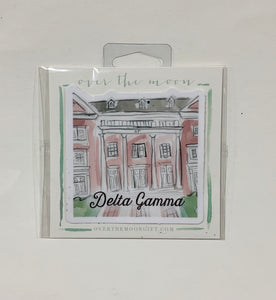 over the moon
Delta Gamma
OVERTHEMOONGIFT.COM